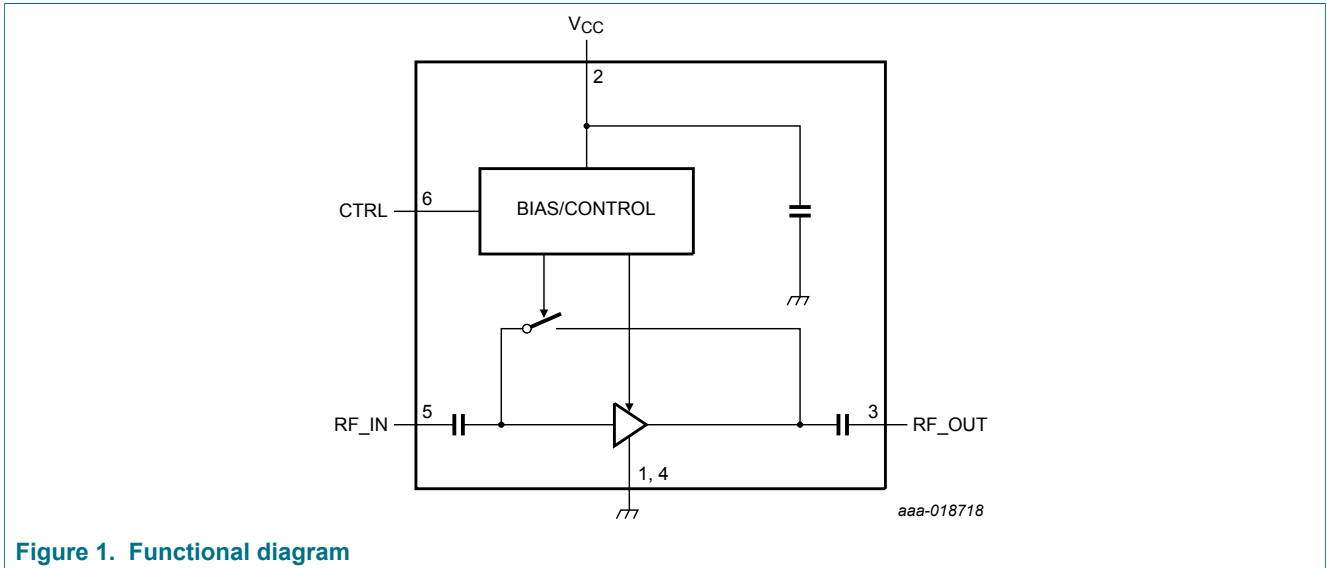 VCC
2
6
CTRL
BIAS/CONTROL
5
RF_IN
3
RF_OUT
1, 4
aaa-018718
Figure 1. Functional diagram